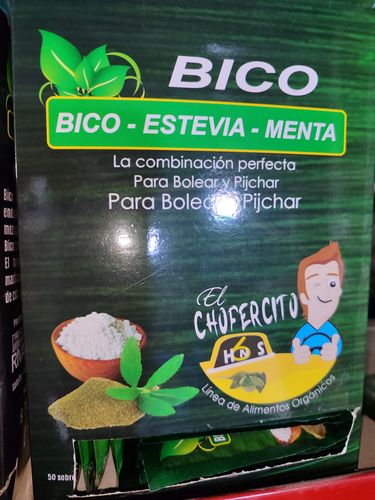 BICO
BICO - ESTEVIA - MENTA
La combinación perfecta
Para Bolear y Pijchar
Para Bolear y Pijchar
El
CHOFERCITO
HNS
Línea de Alimentos Orgánicos
50 sobre